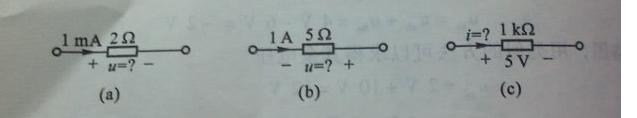 1 mA 2 Ω
+ u=? −
(a)
1 A 5 Ω
− u=? +
(b)
i=? 1 kΩ
+ 5 V −
(c)